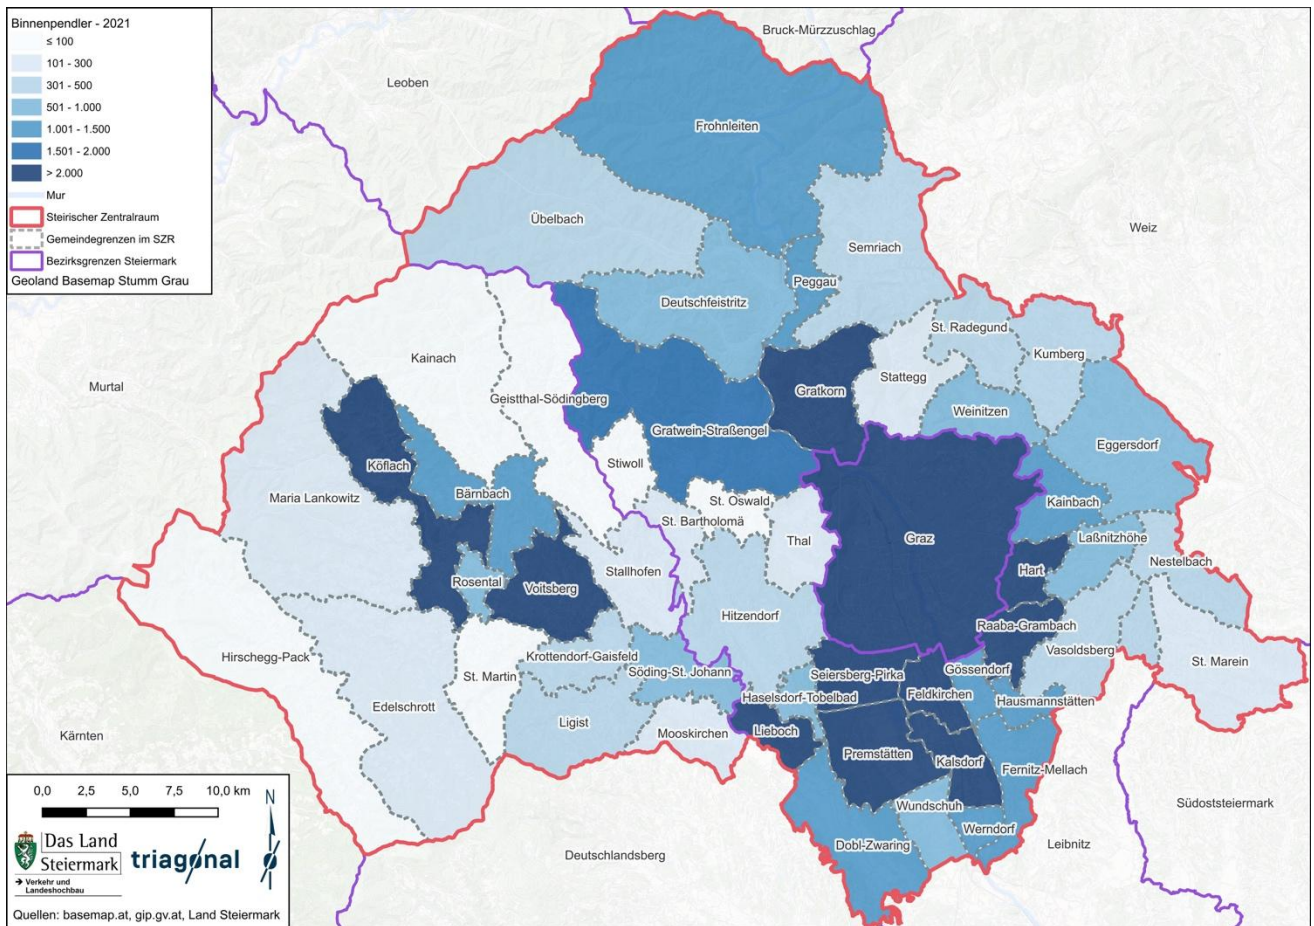 Binnenpendler - 2021
≤ 100
101 - 300
301 - 500
501 - 1.000
1.001 - 1.500
1.501 - 2.000
> 2.000
Mur
Steirischer Zentralraum
Gemeindegrenzen im SZR
Bezirksgrenzen Steiermark
Geoland Basemap Stumm Grau
Bruck-Mürzzuschlag
Leoben
Frohnleiten
Übelbach
Weiz
Semriach
Peggau
Deutschfeistritz
St. Radegund
Kumberg
Kainach
Stattegg
Murtal
Gratkorn
Geistthal-Södingberg
Weinitzen
Gratwein-Straßengel
Eggersdorf
Stiwoll
Köflach
Bärnbach
Maria Lankowitz
St. Oswald
Kainbach
St. Bartholomä
Thal
Graz
Laßnitzhöhe
Nestelbach
Stallhofen
Hart
Rosental
Voitsberg
Hitzendorf
Raaba-Grambach
Vasoldsberg
Hirschegg-Pack
Krottendorf-Gaisfeld
St. Marein
Söding-St. Johann
Seiersberg-Pirka
Gössendorf
St. Martin
Feldkirchen
Haselsdorf-Tobelbad
Hausmannstätten
Edelschrott
Ligist
Mooskirchen
Lieboch
Kärnten
Premstätten
Kalsdorf
Fernitz-Mellach
Südoststeiermark
Wundschuh
Werndorf
Dobl-Zwaring
Leibnitz
Deutschlandsberg
0,0 2,5 5,0 7,5 10,0 km
N
Das Land
Steiermark
→ Verkehr und
Landeshochbau
triagonal
Quellen: basemap.at, gip.gv.at, Land Steiermark